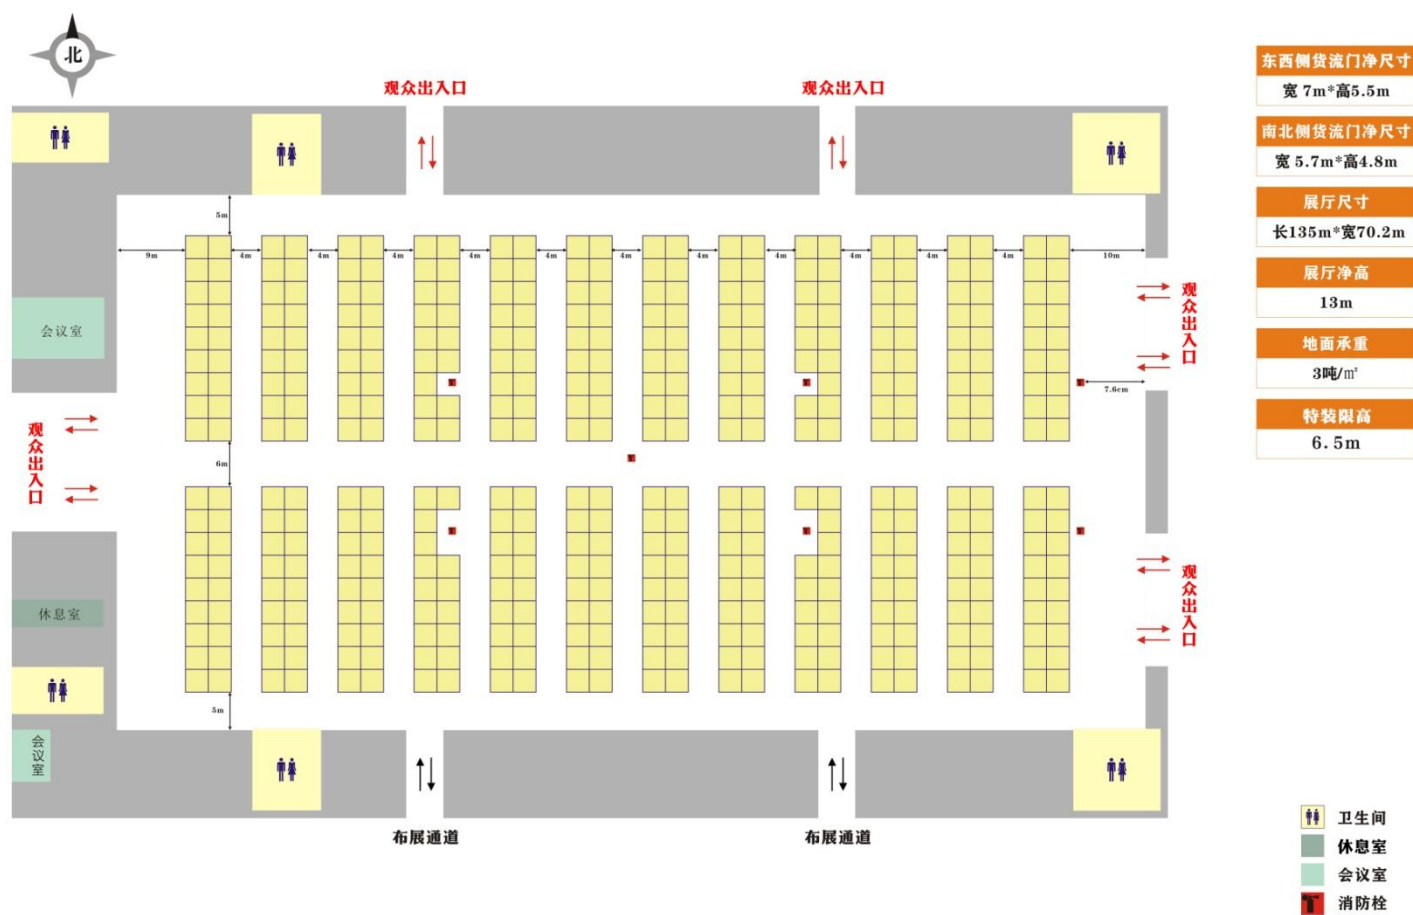 北
观众出入口
观众出入口
5m
9m
4m
4m
4m
4m
4m
4m
4m
4m
4m
4m
4m
10m
会议室
观众出入口
7.6cm
观众出入口
6m
休息室
观众出入口
5m
会议室
布展通道
布展通道
东西侧货流门净尺寸
宽 7m*高5.5m
南北侧货流门净尺寸
宽 5.7m*高4.8m
展厅尺寸
长135m*宽70.2m
展厅净高
13m
地面承重
3吨/㎡
特装限高
6.5m
卫生间
休息室
会议室
消防栓